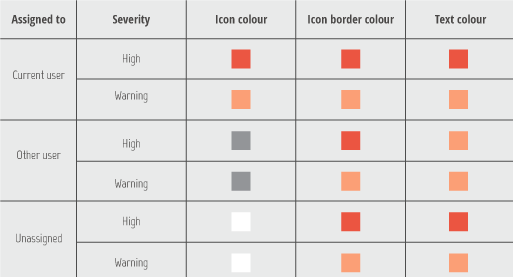 Assigned to Severity Icon colour Icon border colour Text colour
Current user
High
Warning
Other user
High
Warning
Unassigned
High
Warning